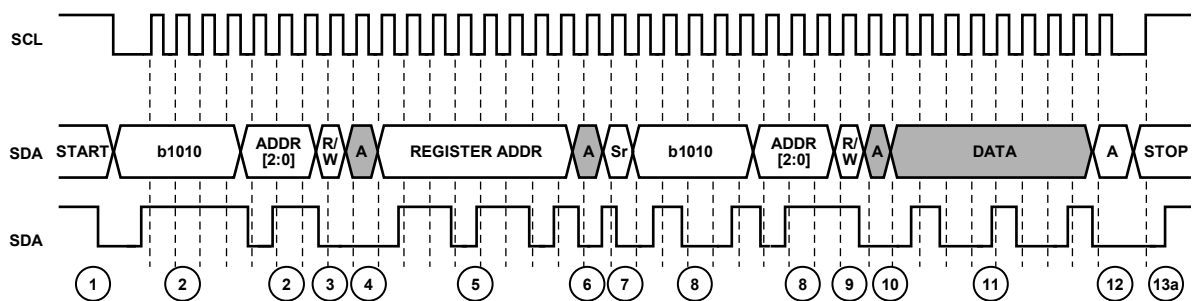 SCL
SDA START b1010 ADDR [2:0] R/W A REGISTER ADDR A Sr b1010 ADDR [2:0] R/W A DATA A STOP
SDA
1 2 2 3 4 5 6 7 8 8 9 10 11 12 13a